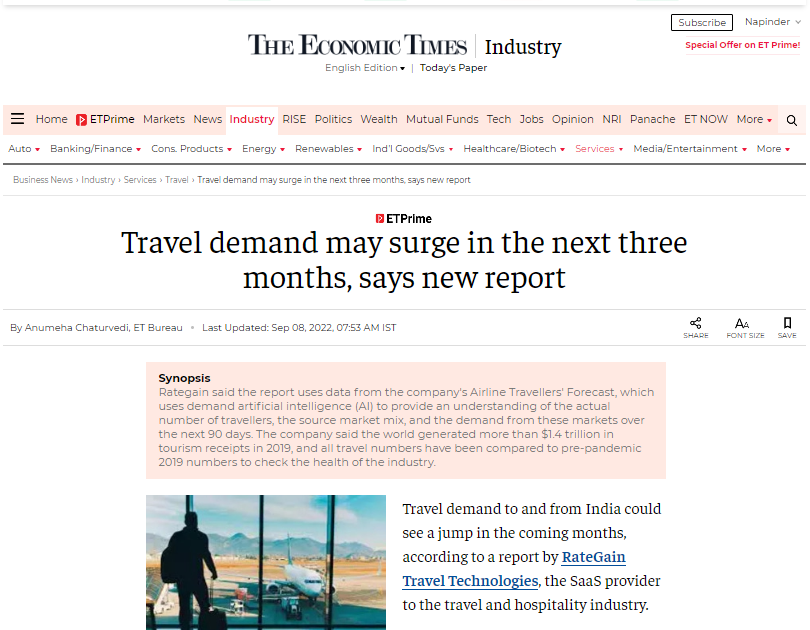 Subscribe
Napinder
THE ECONOMIC TIMES | Industry
Special Offer on ET Prime!
English Edition | Today's Paper
Home ETPrime Markets News Industry RISE Politics Wealth Mutual Funds Tech Jobs Opinion NRI Panache ET NOW More
Auto Banking/Finance Cons. Products Energy Renewables Ind'l Goods/Svs Healthcare/Biotech Services Media/Entertainment More
Business News › Industry › Services › Travel › Travel demand may surge in the next three months, says new report
ETPrime
Travel demand may surge in the next three
months, says new report
By Anumeha Chaturvedi, ET Bureau • Last Updated: Sep 08, 2022, 07:53 AM IST
SHARE FONT SIZE SAVE
Synopsis
Rategain said the report uses data from the company's Airline Travellers' Forecast, which
uses demand artificial intelligence (AI) to provide an understanding of the actual
number of travellers, the source market mix, and the demand from these markets over
the next 90 days. The company said the world generated more than $1.4 trillion in
tourism receipts in 2019, and all travel numbers have been compared to pre-pandemic
2019 numbers to check the health of the industry.
Travel demand to and from India could
see a jump in the coming months,
according to a report by RateGain
Travel Technologies, the SaaS provider
to the travel and hospitality industry.